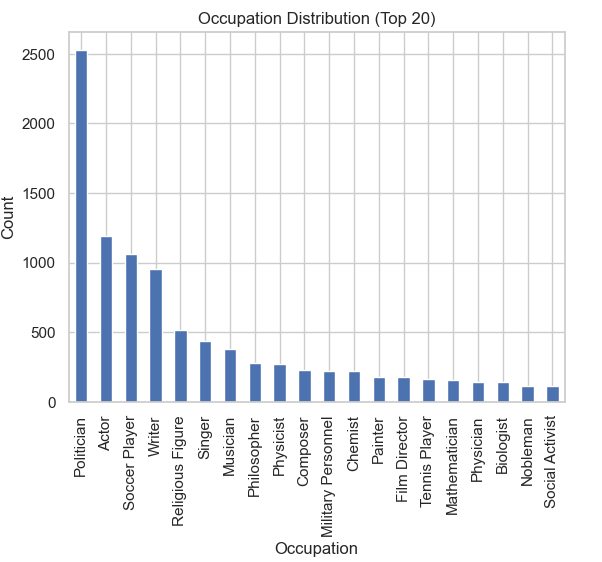 Occupation Distribution (Top 20)
Count
2500
2000
1500
1000
500
0
Politician
Actor
Soccer Player
Writer
Religious Figure
Singer
Musician
Philosopher
Physicist
Composer
Military Personnel
Chemist
Painter
Film Director
Tennis Player
Mathematician
Physician
Biologist
Nobleman
Social Activist
Occupation